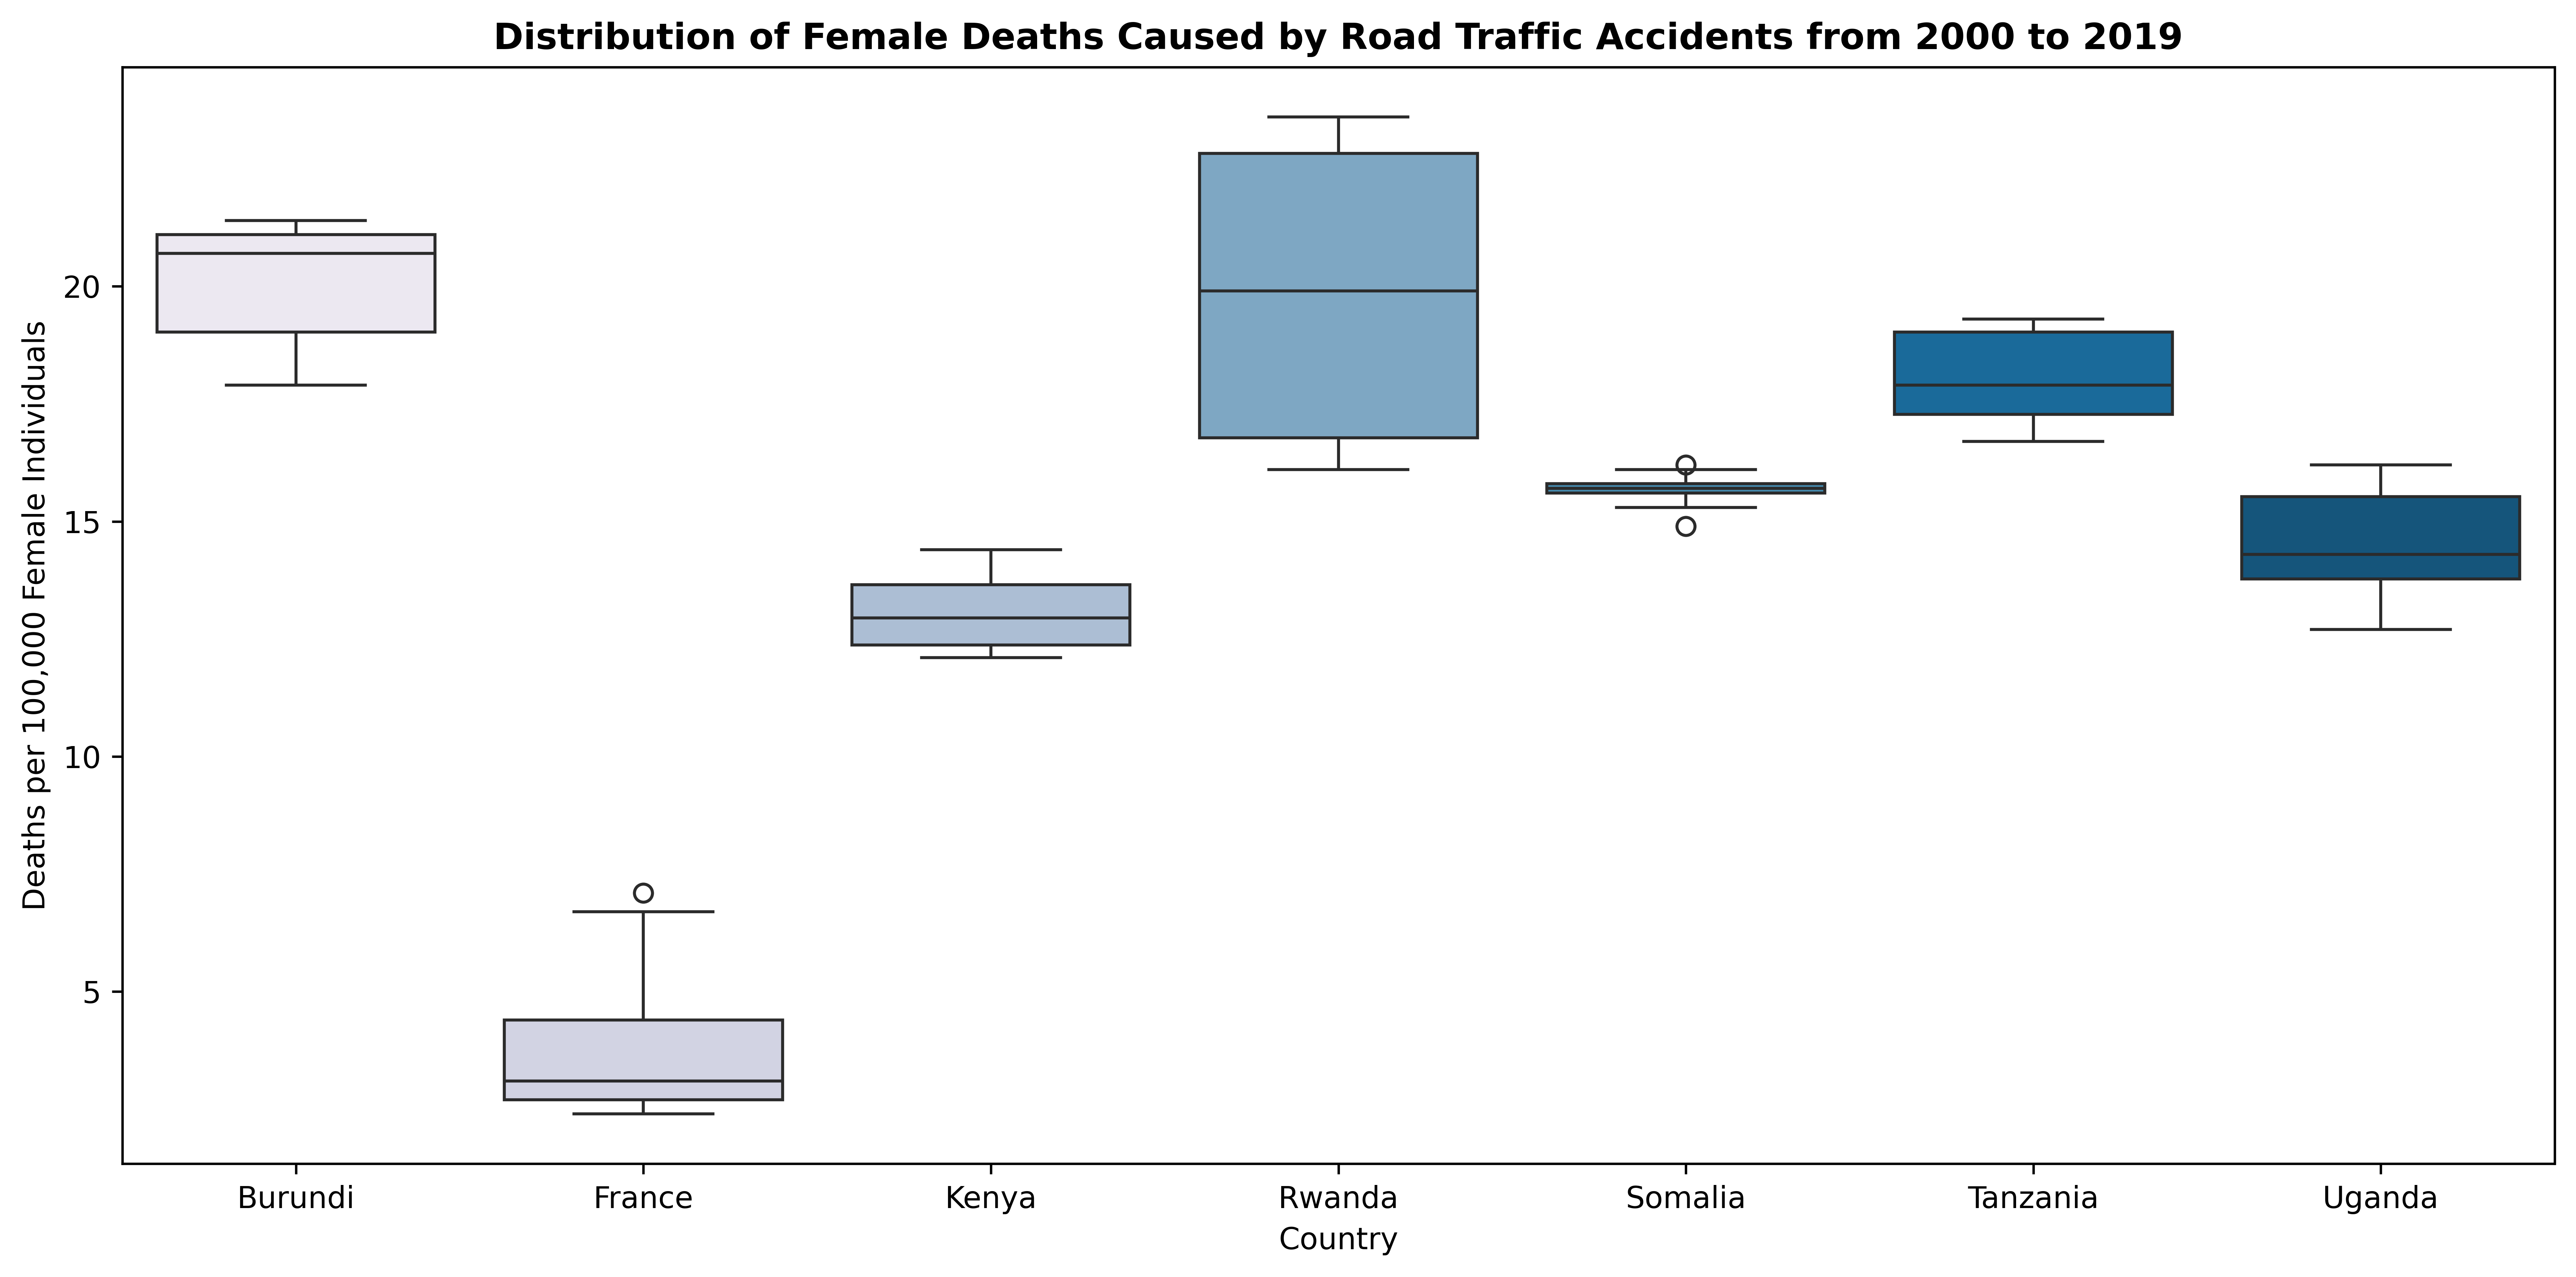 Distribution of Female Deaths Caused by Road Traffic Accidents from 2000 to 2019
Deaths per 100,000 Female Individuals
20
15
10
5
Burundi France Kenya Rwanda Somalia Tanzania Uganda
Country